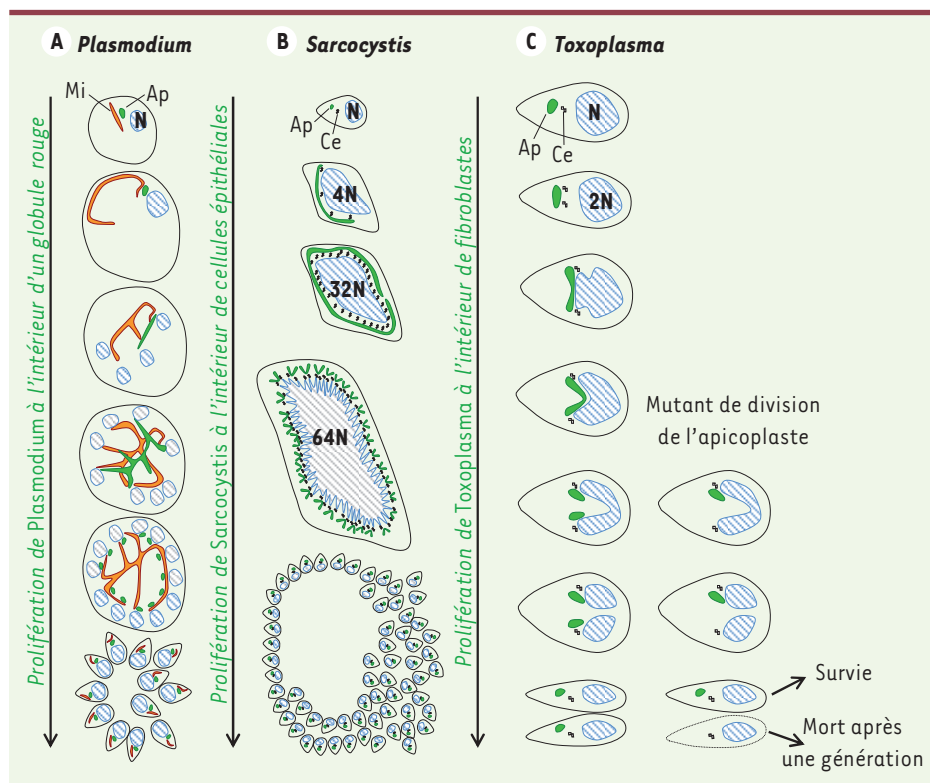 A Plasmodium
B Sarcocystis
C Toxoplasma
Prolifération de Plasmodium à l'intérieur d'un globule rouge
Mi
Ap
N
Prolifération de Sarcocystis à l'intérieur de cellules épithéliales
N
Ap
Ce
4N
32N
64N
Prolifération de Toxoplasma à l'intérieur de fibroblastes
N
Ap
Ce
2N
Mutant de division
de l'apicoplaste
Survie
Mort après
une génération